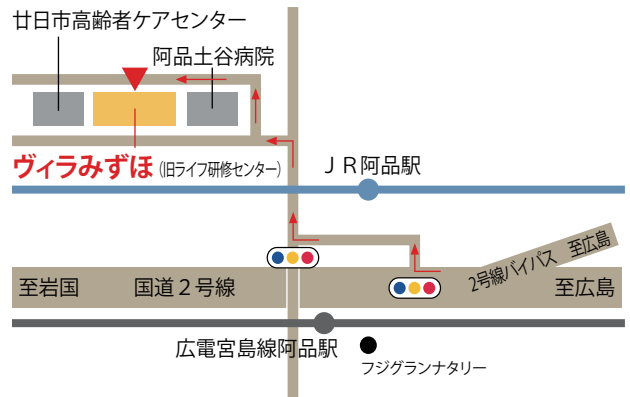 廿日市高齢者ケアセンター
阿品土谷病院
ヴィラみずほ(旧ライフ研修センター)
ＪＲ阿品駅
2号線バイパス 至広島
至岩国 国道２号線 至広島
広電宮島線阿品駅
フジグランナタリー